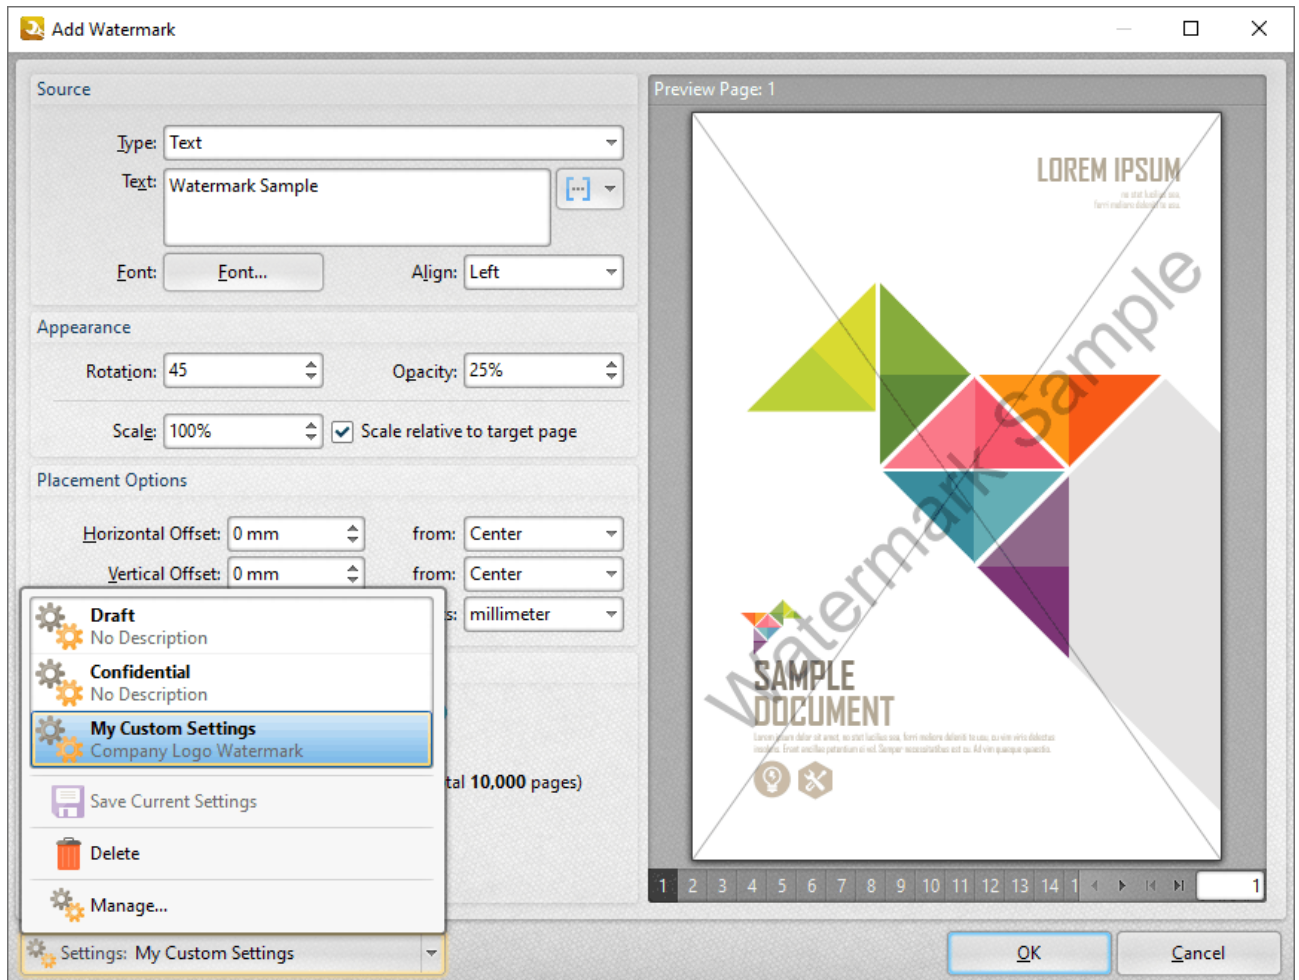 Add Watermark
Source
Type: Text
Text: Watermark Sample
Font: Font... Align: Left
Appearance
Rotation: 45 Opacity: 25%
Scale: 100% Scale relative to target page
Placement Options
Horizontal Offset: 0 mm from: Center
Vertical Offset: 0 mm from: Center
s: millimeter
tal 10,000 pages)
Draft
No Description
Confidential
No Description
My Custom Settings
Company Logo Watermark
Save Current Settings
Delete
Manage...
Settings: My Custom Settings
Preview Page: 1
LOREM IPSUM
Watermark Sample
SAMPLE
DOCUMENT
1 2 3 4 5 6 7 8 9 10 11 12 13 14 1
1
OK Cancel